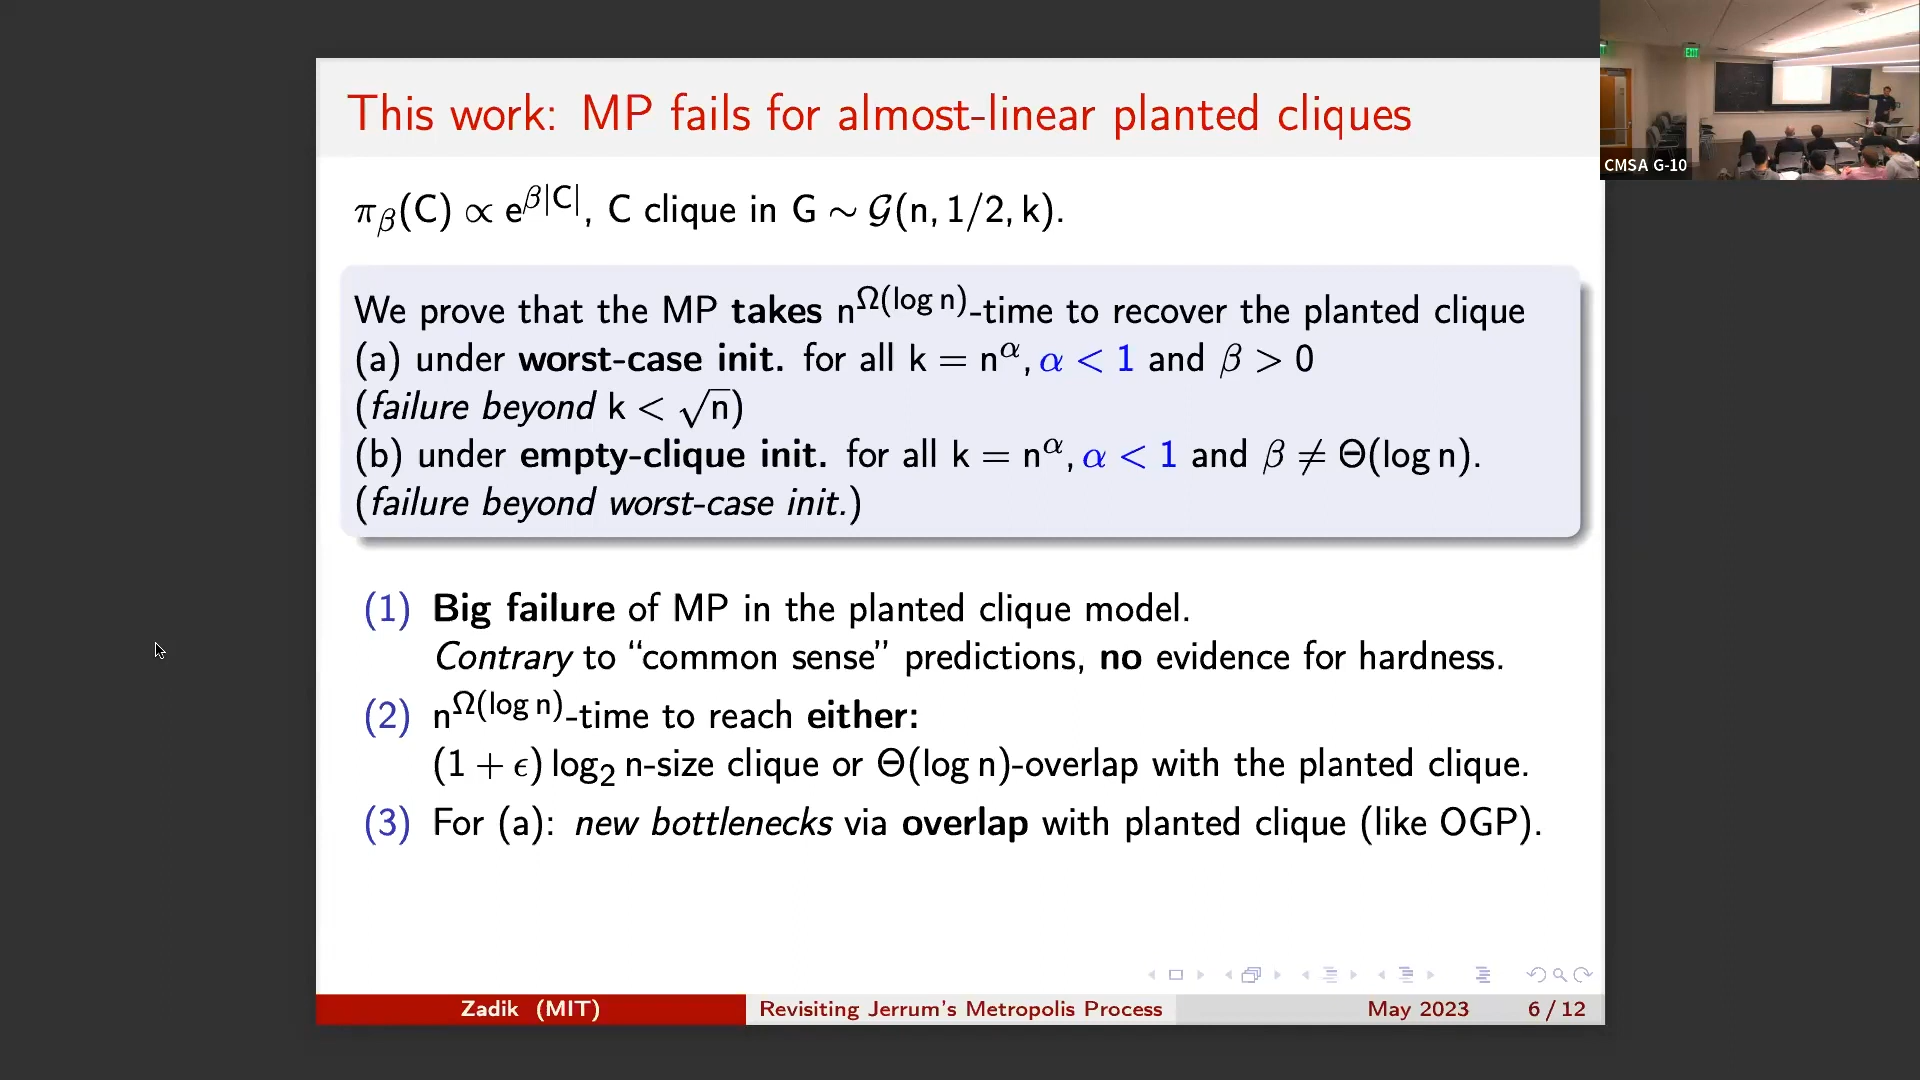 This work: MP fails for almost-linear planted cliques
π_β(C) ∝ e^{β|C|}, C clique in G ∼ 𝒢(n, 1/2, k).
We prove that the MP takes n^{Ω(log n)}-time to recover the planted clique
(a) under worst-case init. for all k = n^α, α < 1 and β > 0
(failure beyond k < √n)
(b) under empty-clique init. for all k = n^α, α < 1 and β ≠ Θ(log n).
(failure beyond worst-case init.)
(1) Big failure of MP in the planted clique model.
Contrary to “common sense” predictions, no evidence for hardness.
(2) n^{Ω(log n)}-time to reach either:
(1 + ϵ) log₂ n-size clique or Θ(log n)-overlap with the planted clique.
(3) For (a): new bottlenecks via overlap with planted clique (like OGP).
Zadik (MIT) Revisiting Jerrum's Metropolis Process May 2023 6 / 12
EXIT
CMSA G-10